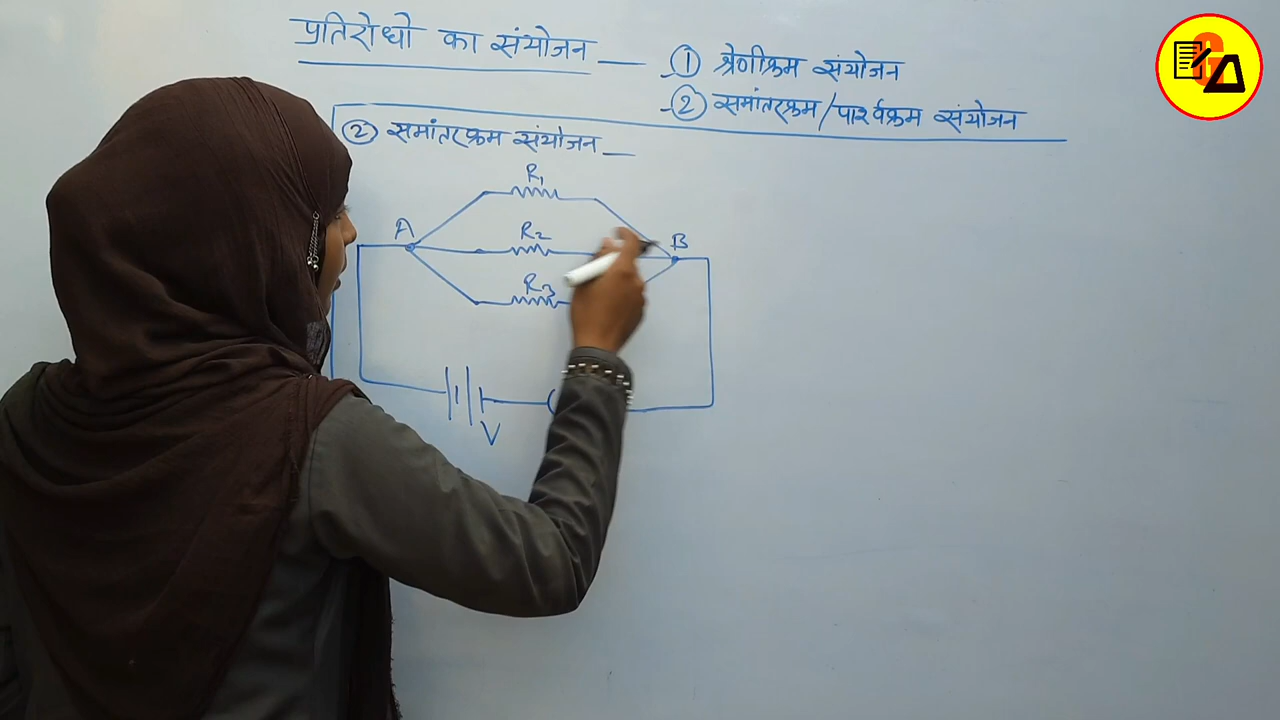 प्रतिरोधो का संयोजन
① श्रेणीक्रम संयोजन
② समांतरक्रम/पार्श्वक्रम संयोजन
② समांतरक्रम संयोजन
R₁
A
R₂
B
R₃
V